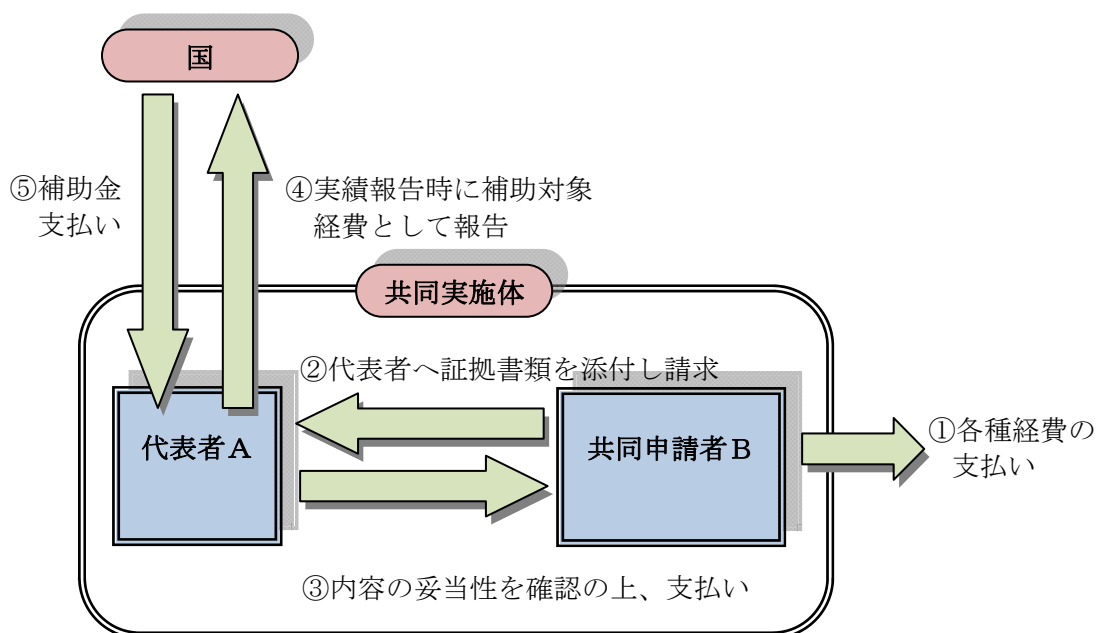 国
⑤補助金
支払い
④実績報告時に補助対象
経費として報告
共同実施体
②代表者へ証拠書類を添付し請求
代表者A
共同申請者B
①各種経費の
支払い
③内容の妥当性を確認の上、支払い